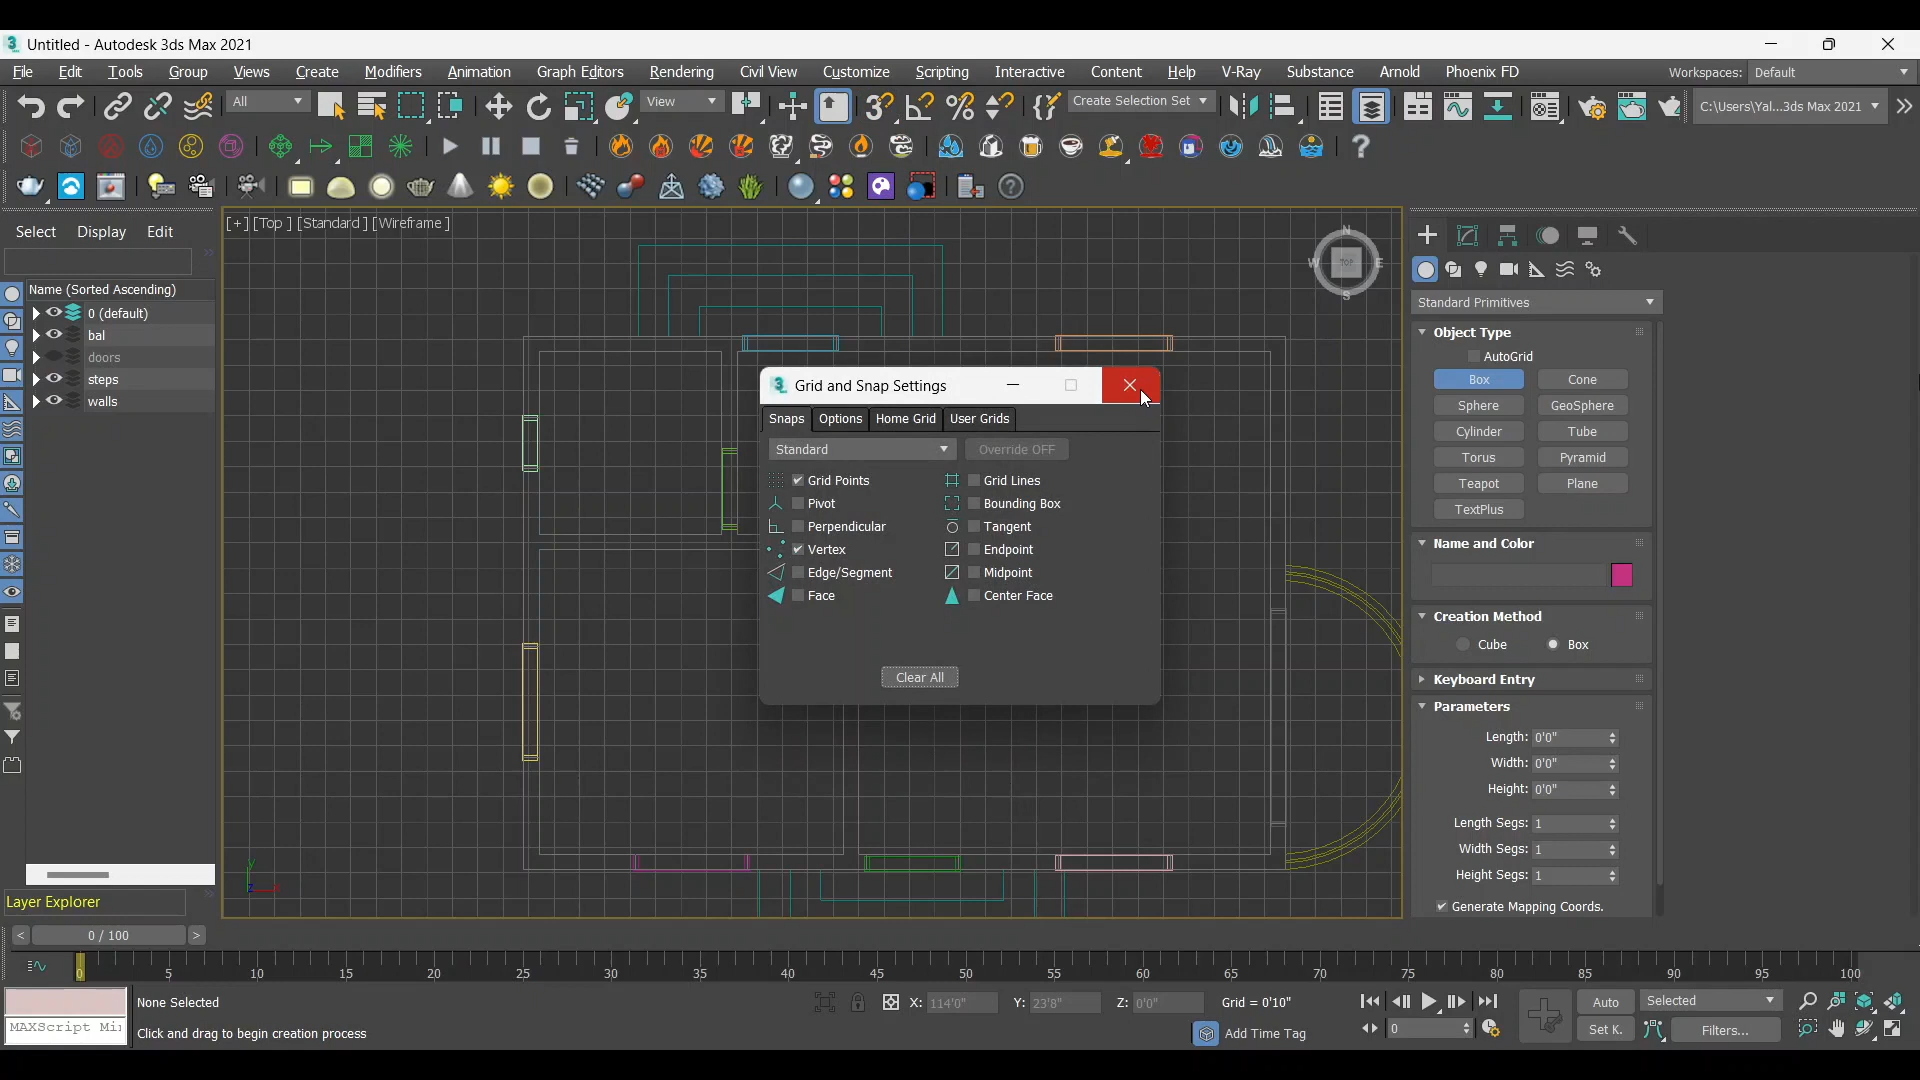 Untitled - Autodesk 3ds Max 2021
File Edit Tools Group Views Create Modifiers Animation Graph Editors Rendering Civil View Customize Scripting Interactive Content Help V-Ray Substance Arnold Phoenix FD Workspaces: Default
All View Create Selection Set C:\Users\Yal...3ds Max 2021
Select Display Edit
Name (Sorted Ascending)
0 (default)
bal
doors
steps
walls
Layer Explorer
[+] [Top ] [Standard ] [Wireframe ]
N
W TOP E
S
Grid and Snap Settings
Snaps Options Home Grid User Grids
Standard Override OFF
Grid Points Grid Lines
Pivot Bounding Box
Perpendicular Tangent
Vertex Endpoint
Edge/Segment Midpoint
Face Center Face
Clear All
Standard Primitives
Object Type
AutoGrid
Box Cone
Sphere GeoSphere
Cylinder Tube
Torus Pyramid
Teapot Plane
TextPlus
Name and Color
Creation Method
Cube Box
Keyboard Entry
Parameters
Length: 0'0"
Width: 0'0"
Height: 0'0"
Length Segs: 1
Width Segs: 1
Height Segs: 1
Generate Mapping Coords.
< 0 / 100 >
0 5 10 15 20 25 30 35 40 45 50 55 60 65 70 75 80 85 90 95 100
None Selected X: 114'0" Y: 23'8" Z: 0'0" Grid = 0'10" Auto Selected
MAXScript Mi Click and drag to begin creation process Add Time Tag 0 Set K. Filters...